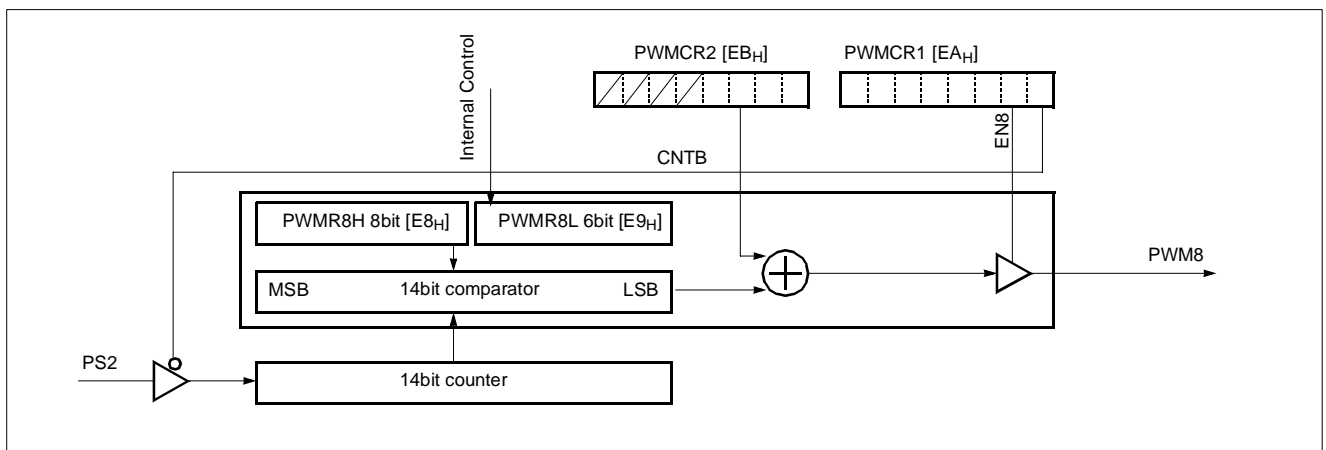 PWMCR2 [EBH]
PWMCR1 [EAH]
Internal Control
EN8
CNTB
PWMR8H 8bit [E8H]
PWMR8L 6bit [E9H]
PWM8
MSB
14bit comparator
LSB
PS2
14bit counter